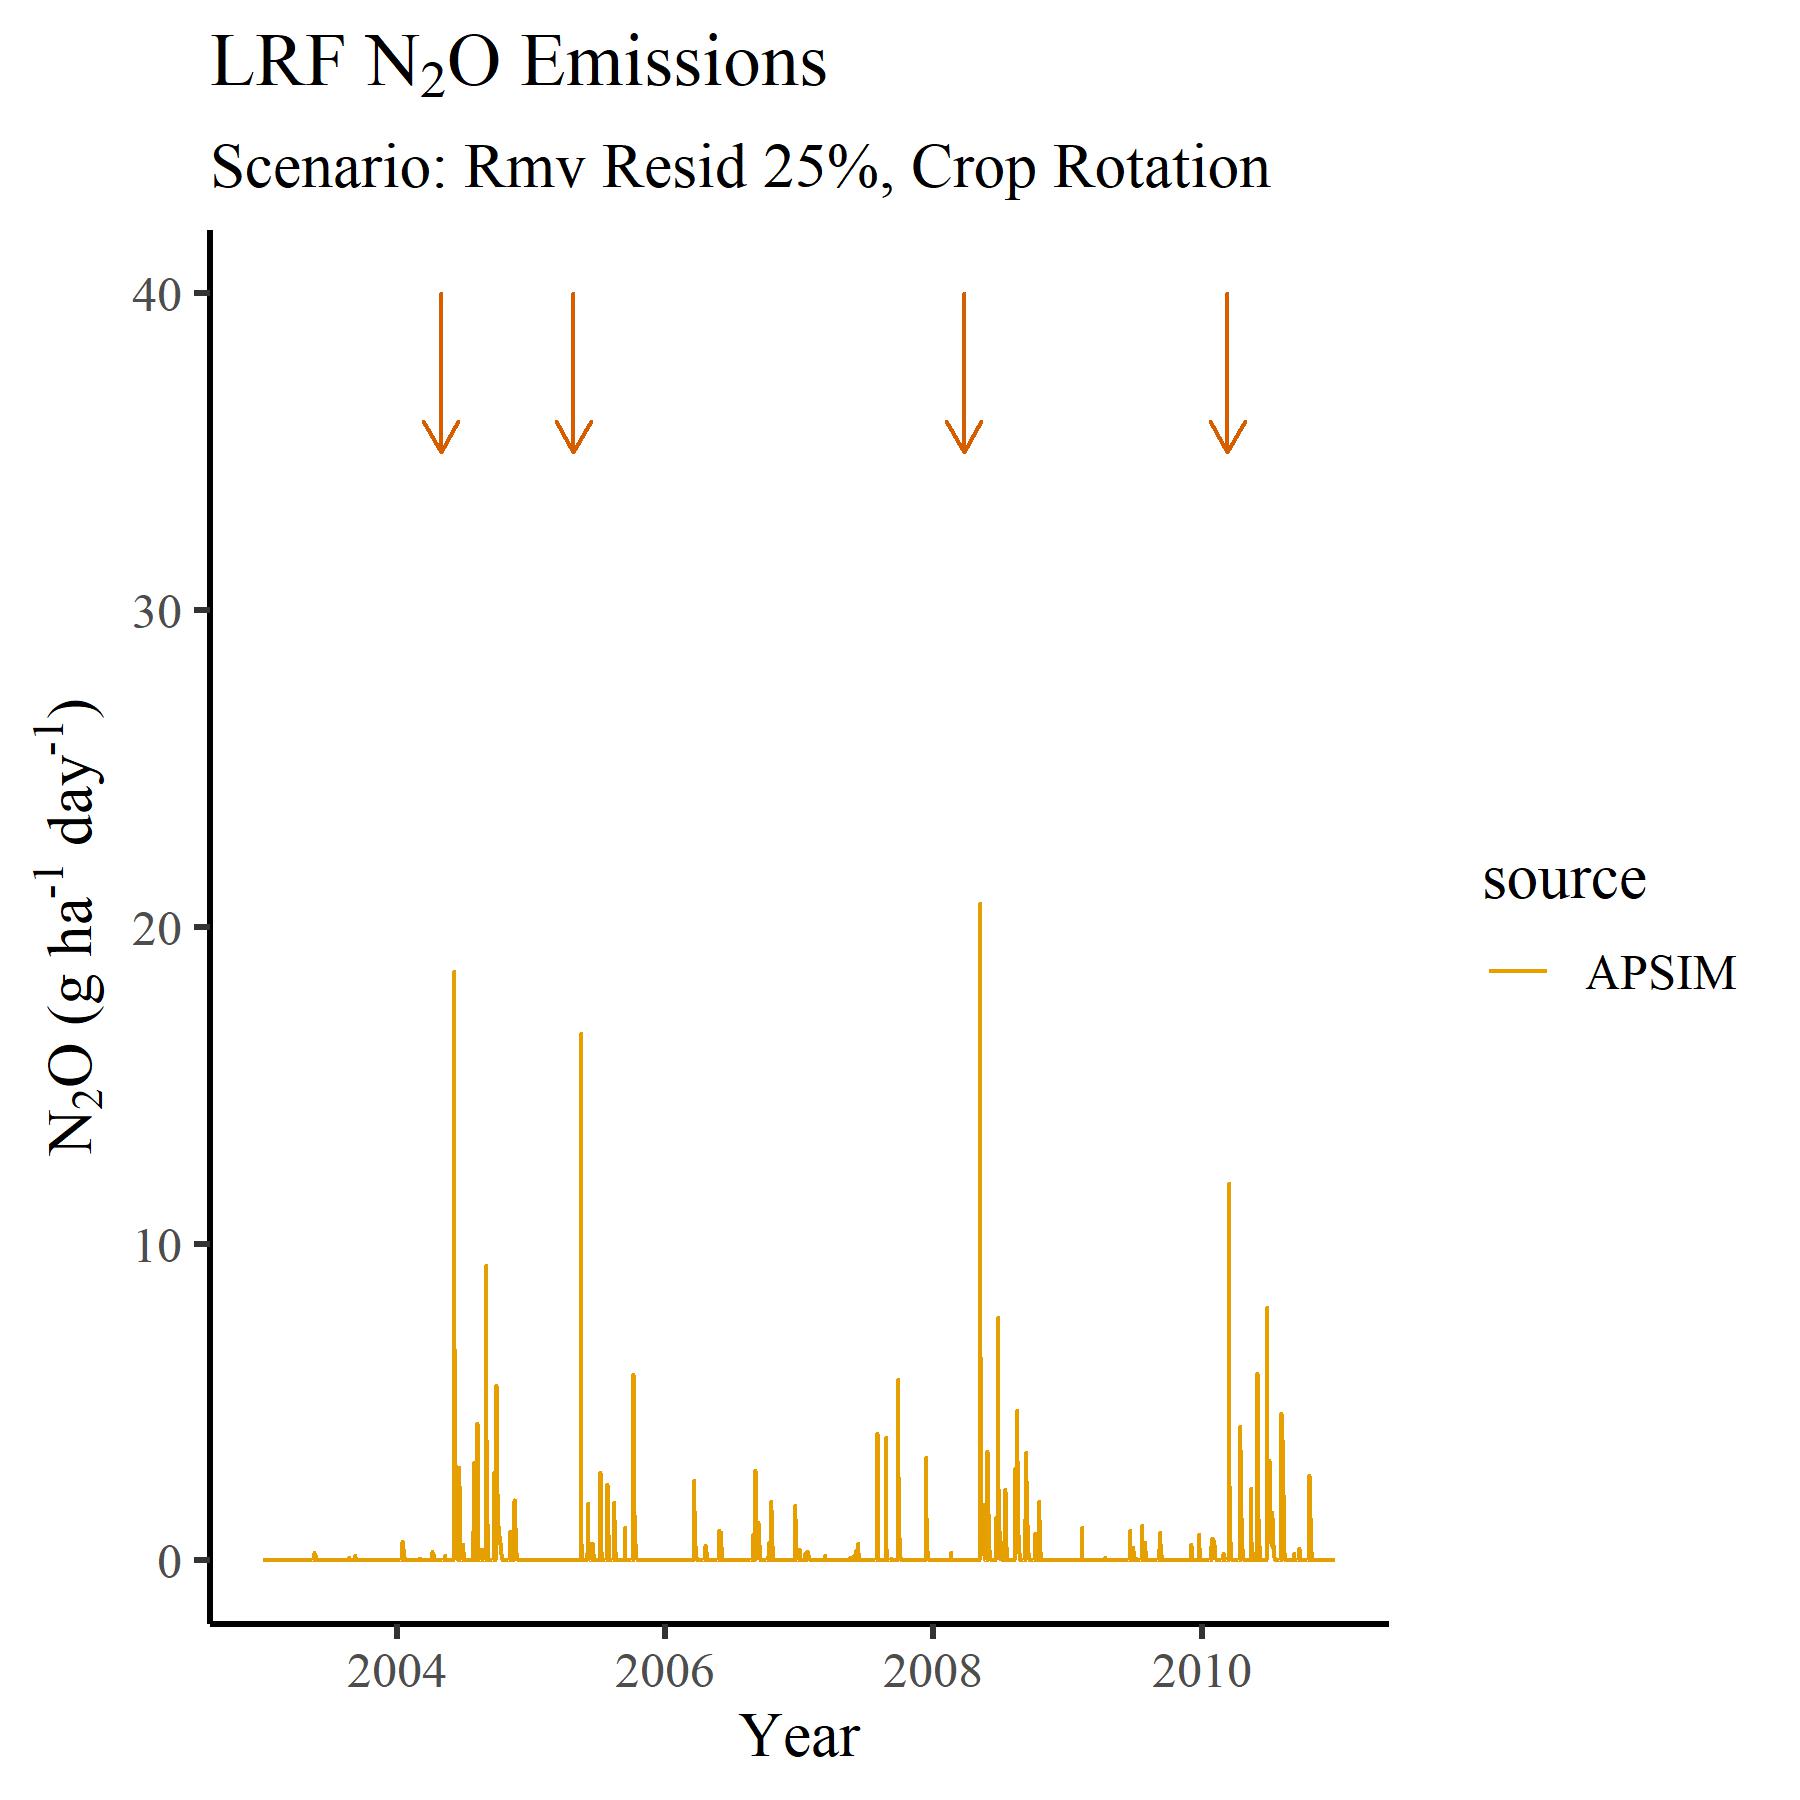 LRF N₂O Emissions
Scenario: Rmv Resid 25%, Crop Rotation
40
30
20
10
0
N₂O (g ha⁻¹ day⁻¹)
2004 2006 2008 2010
Year
source
APSIM